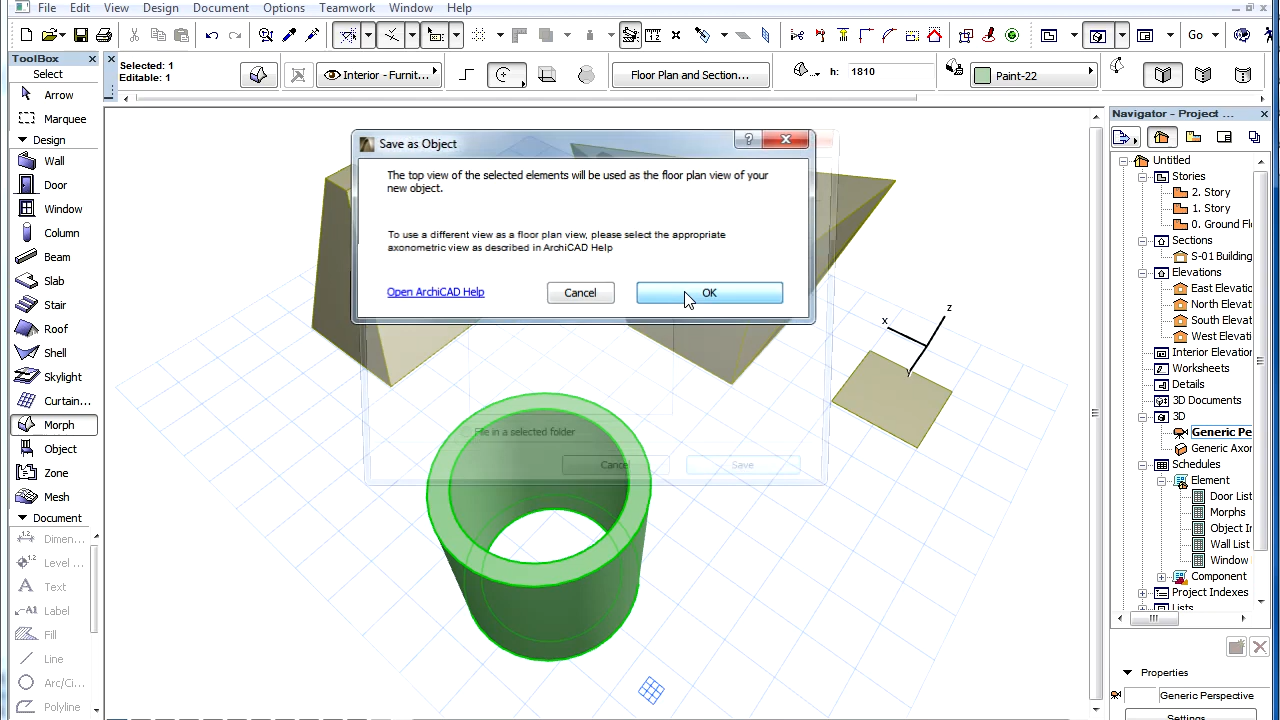 File Edit View Design Document Options Teamwork Window Help
Go
ToolBox
Select
Arrow
Marquee
Design
Wall
Door
Window
Column
Beam
Slab
Stair
Roof
Shell
Skylight
Curtain...
Morph
Object
Zone
Mesh
Document
Dimen...
Level ...
Text
Label
Fill
Line
Arc/Ci...
Polyline
1.2
A1
Selected: 1
Editable: 1
Interior - Furnit...
Floor Plan and Section...
h: 1810
Paint-22
Save as Object
The top view of the selected elements will be used as the floor plan view of your
new object.
To use a different view as a floor plan view, please select the appropriate
axonometric view as described in ArchiCAD Help
Open ArchiCAD Help
Cancel
OK
File in a selected folder
Cancel
Save
x
z
y
Navigator - Project ...
Untitled
Stories
2. Story
1. Story
0. Ground Fl
Sections
S-01 Building
Elevations
East Elevat
North Elevat
South Elevat
West Elevat
Interior Elevation
Worksheets
Details
3D Documents
3D
Generic Pe
Generic Axor
Schedules
Element
Door List
Morphs
Object In
Wall List
Window
Component
Project Indexes
Lists
Properties
Generic Perspective
Settings